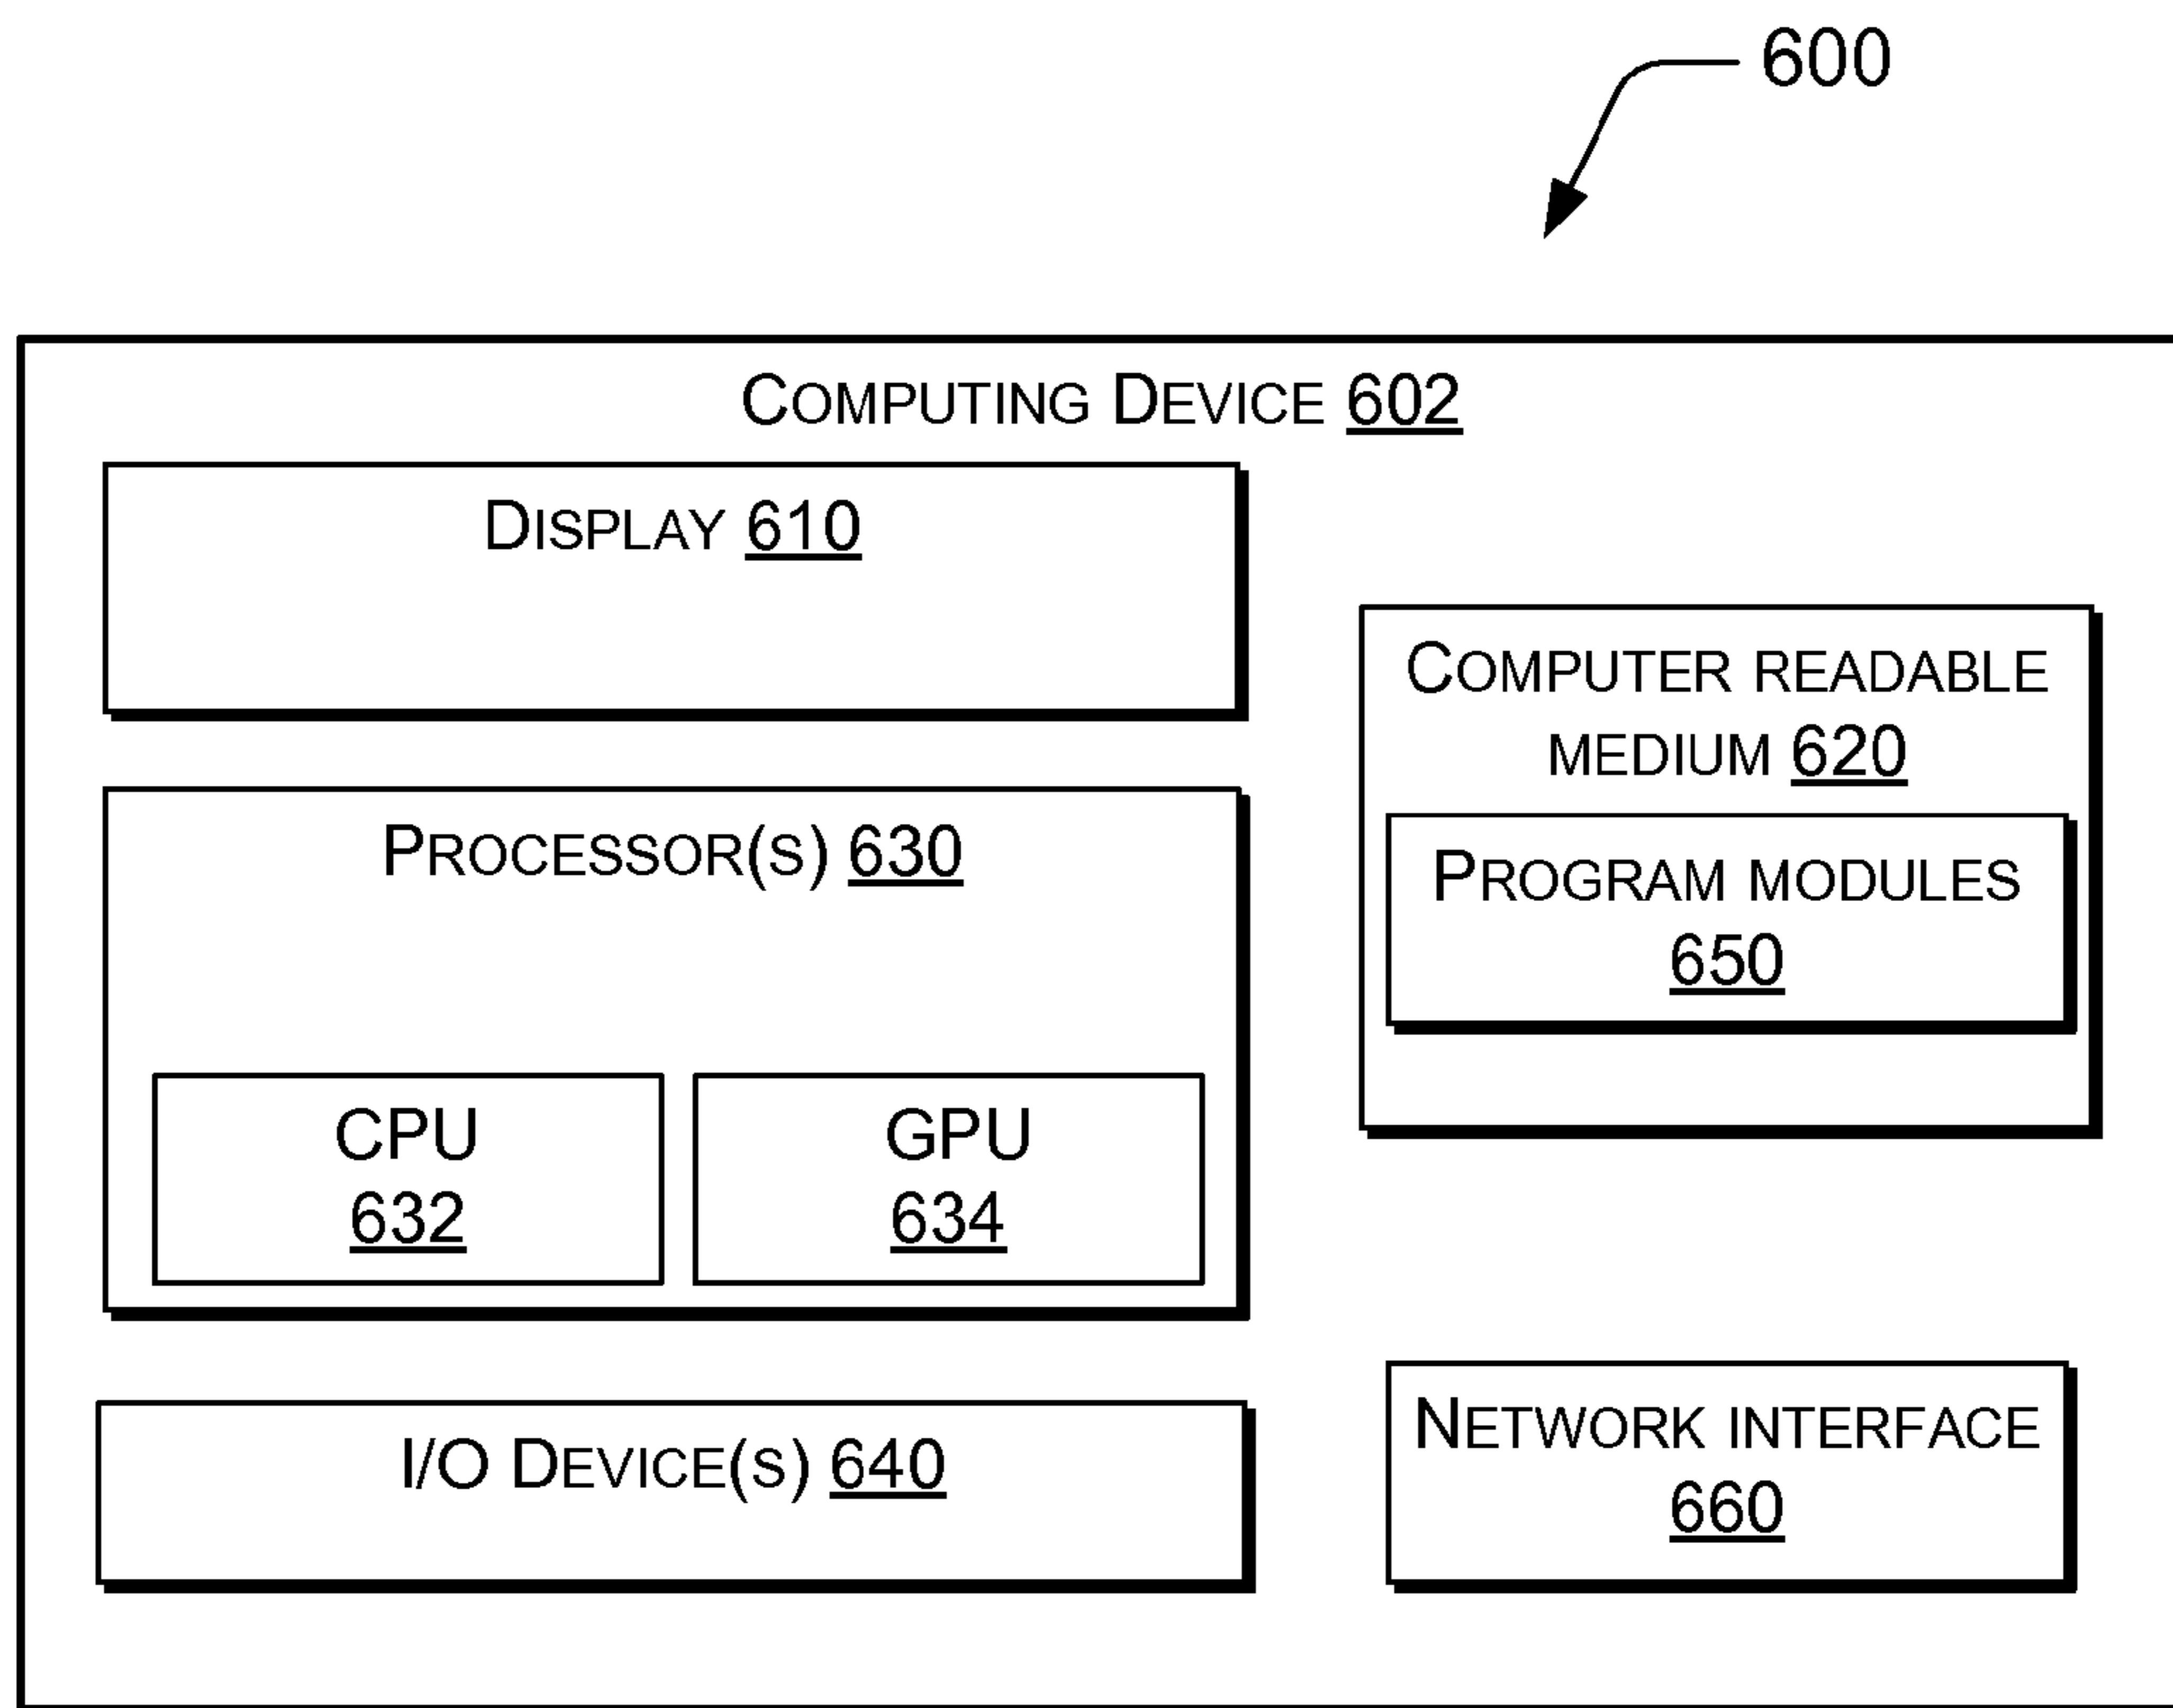 600
COMPUTING DEVICE 602
DISPLAY 610
COMPUTER READABLE
MEDIUM 620
PROGRAM MODULES
650
PROCESSOR(S) 630
CPU
632
GPU
634
I/O DEVICE(S) 640
NETWORK INTERFACE
660